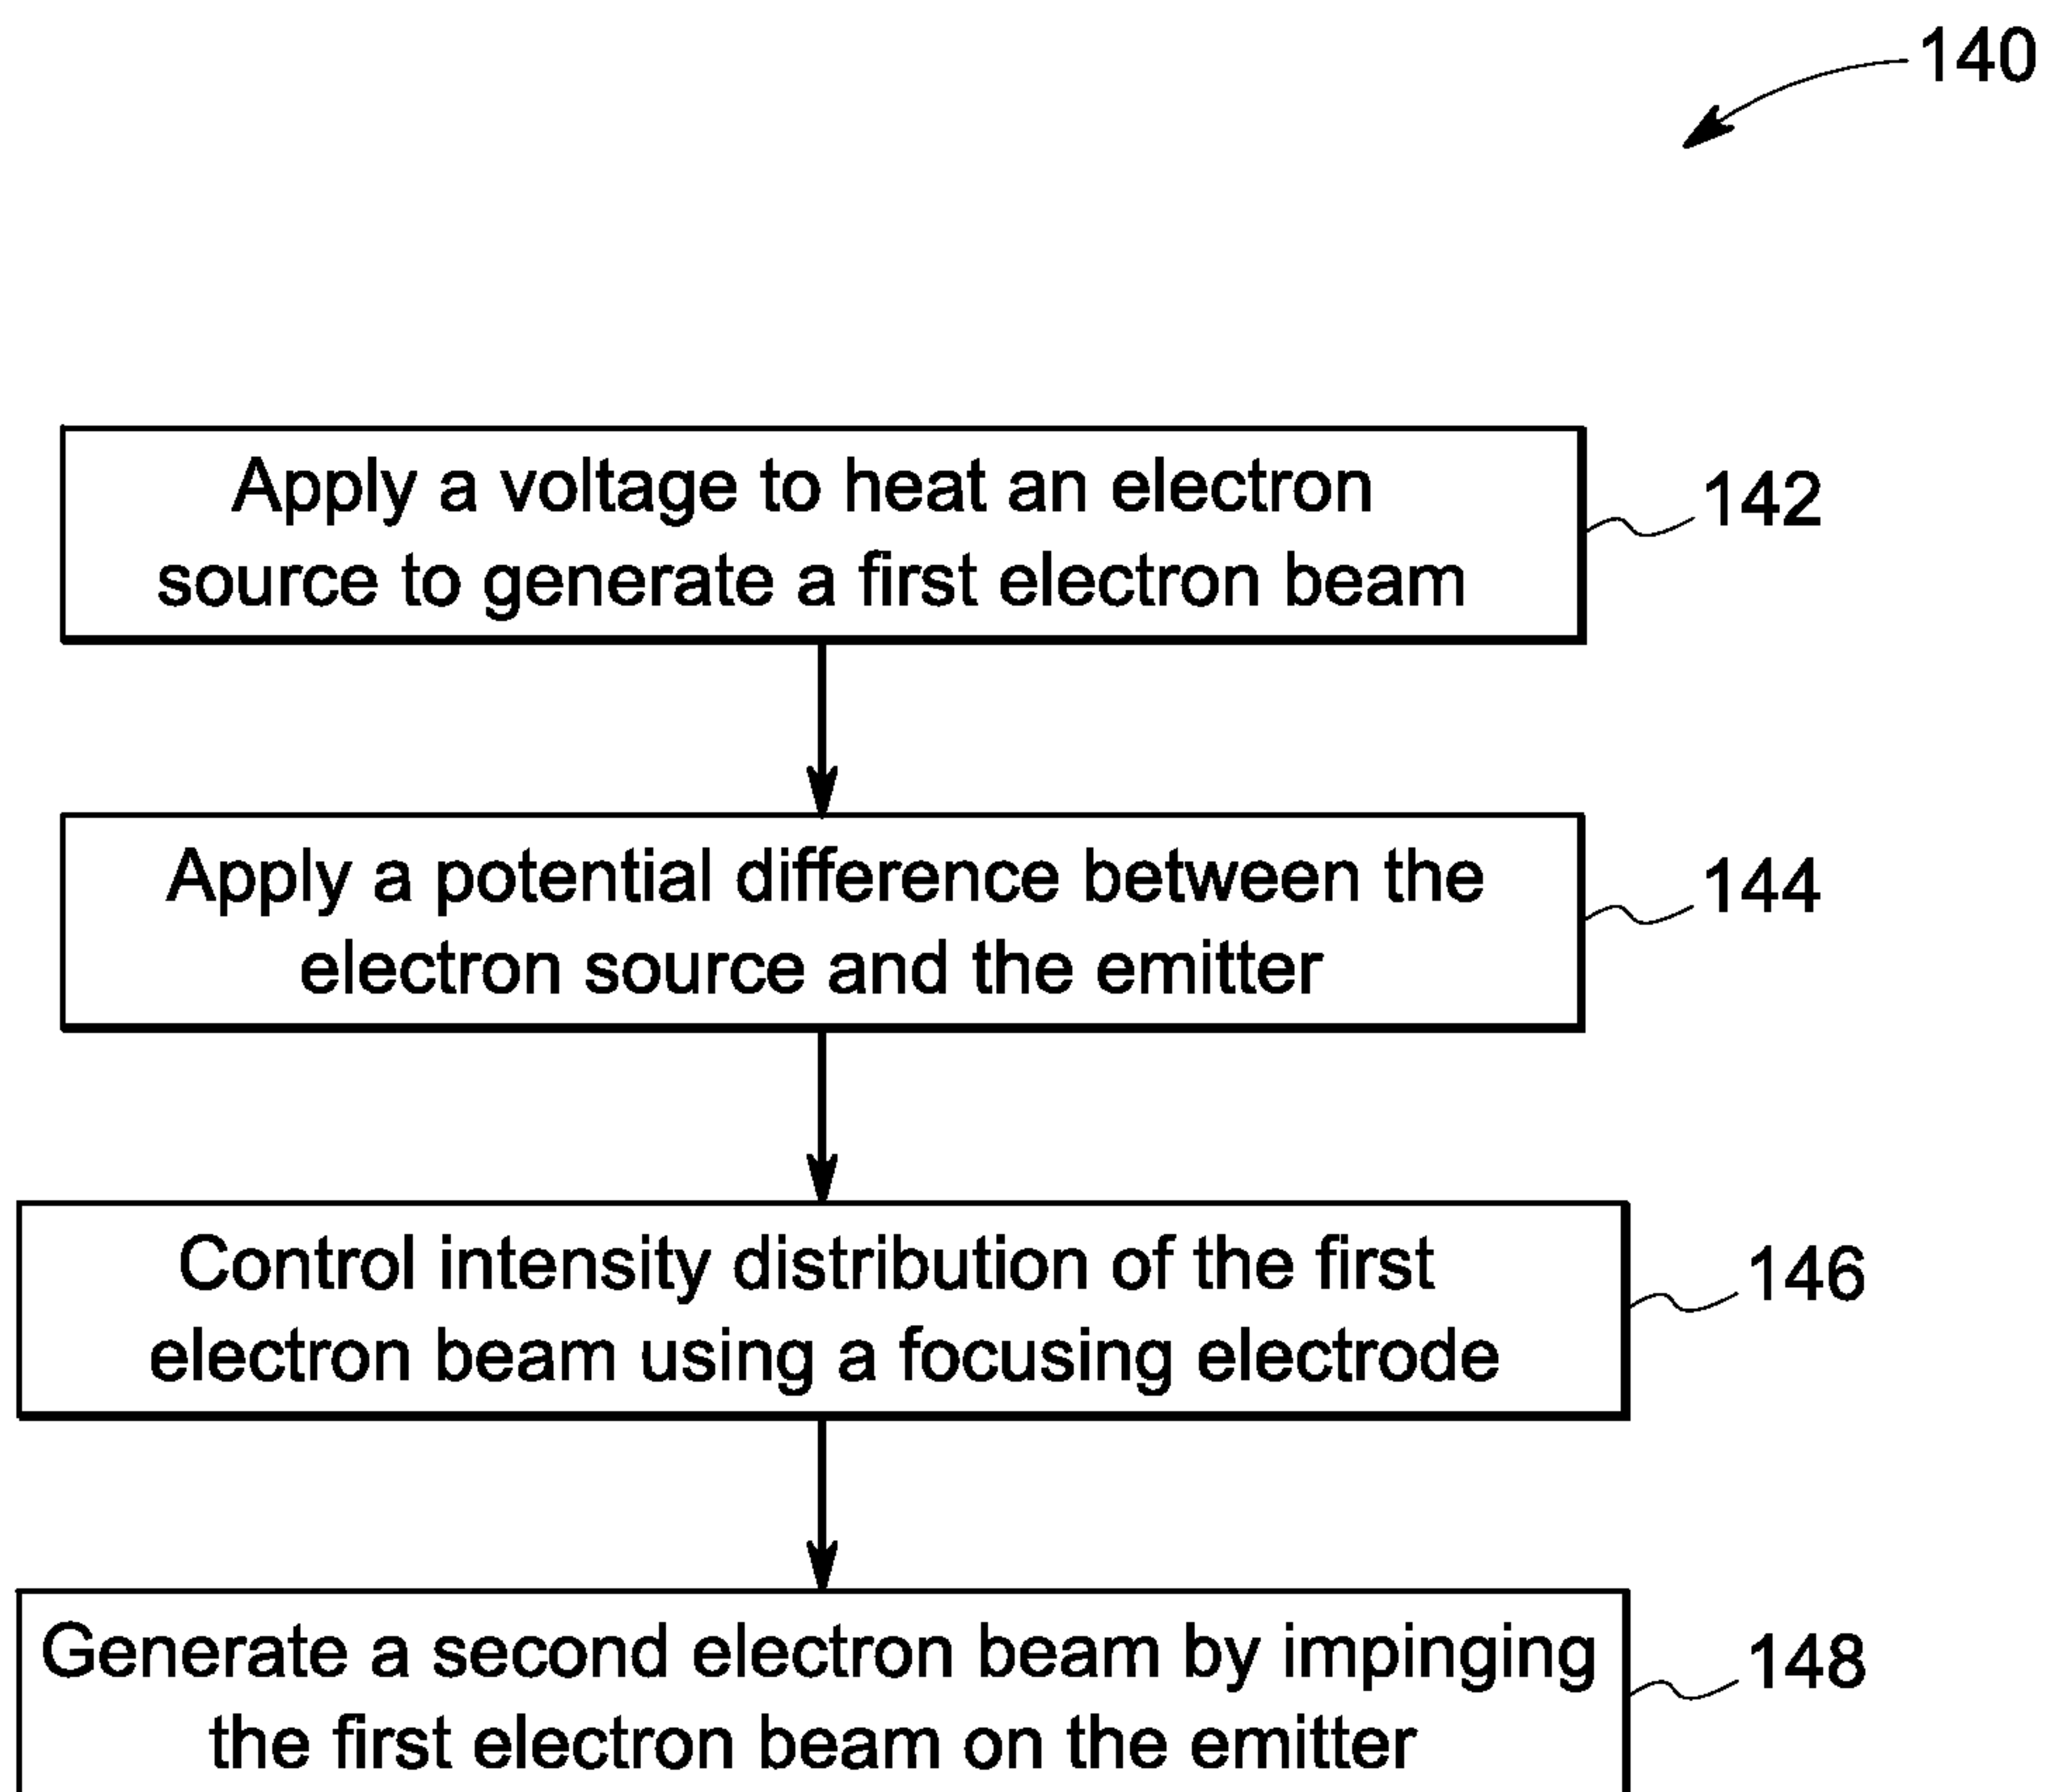 140
Apply a voltage to heat an electron
source to generate a first electron beam
142
Apply a potential difference between the
electron source and the emitter
144
Control intensity distribution of the first
electron beam using a focusing electrode
146
Generate a second electron beam by impinging
the first electron beam on the emitter
148